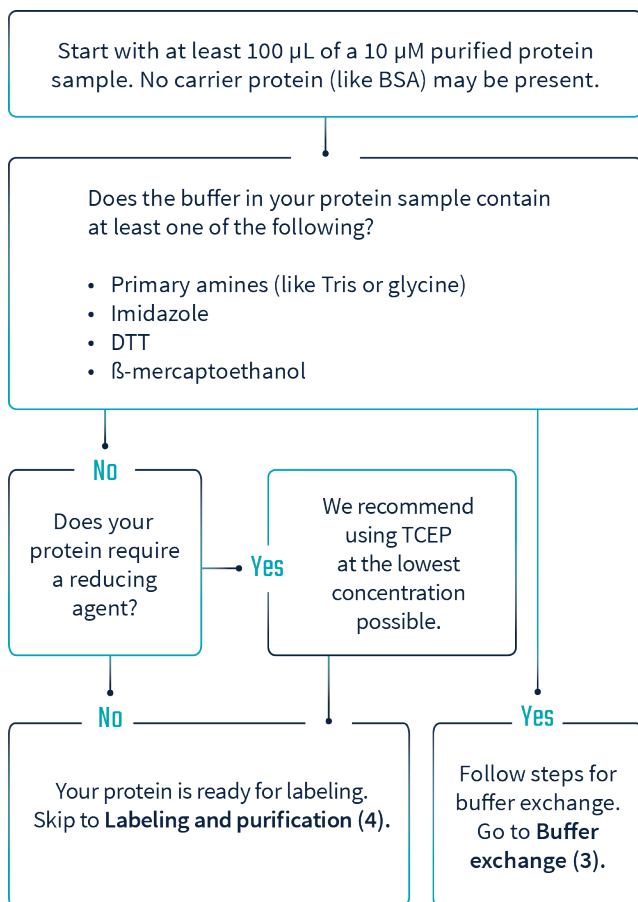 Start with at least 100 µL of a 10 µM purified protein
sample. No carrier protein (like BSA) may be present.
Does the buffer in your protein sample contain
at least one of the following?
• Primary amines (like Tris or glycine)
• Imidazole
• DTT
• ß-mercaptoethanol
No
Does your
protein require
a reducing
agent?
Yes
We recommend
using TCEP
at the lowest
concentration
possible.
No
Your protein is ready for labeling.
Skip to Labeling and purification (4).
Yes
Follow steps for
buffer exchange.
Go to Buffer
exchange (3).